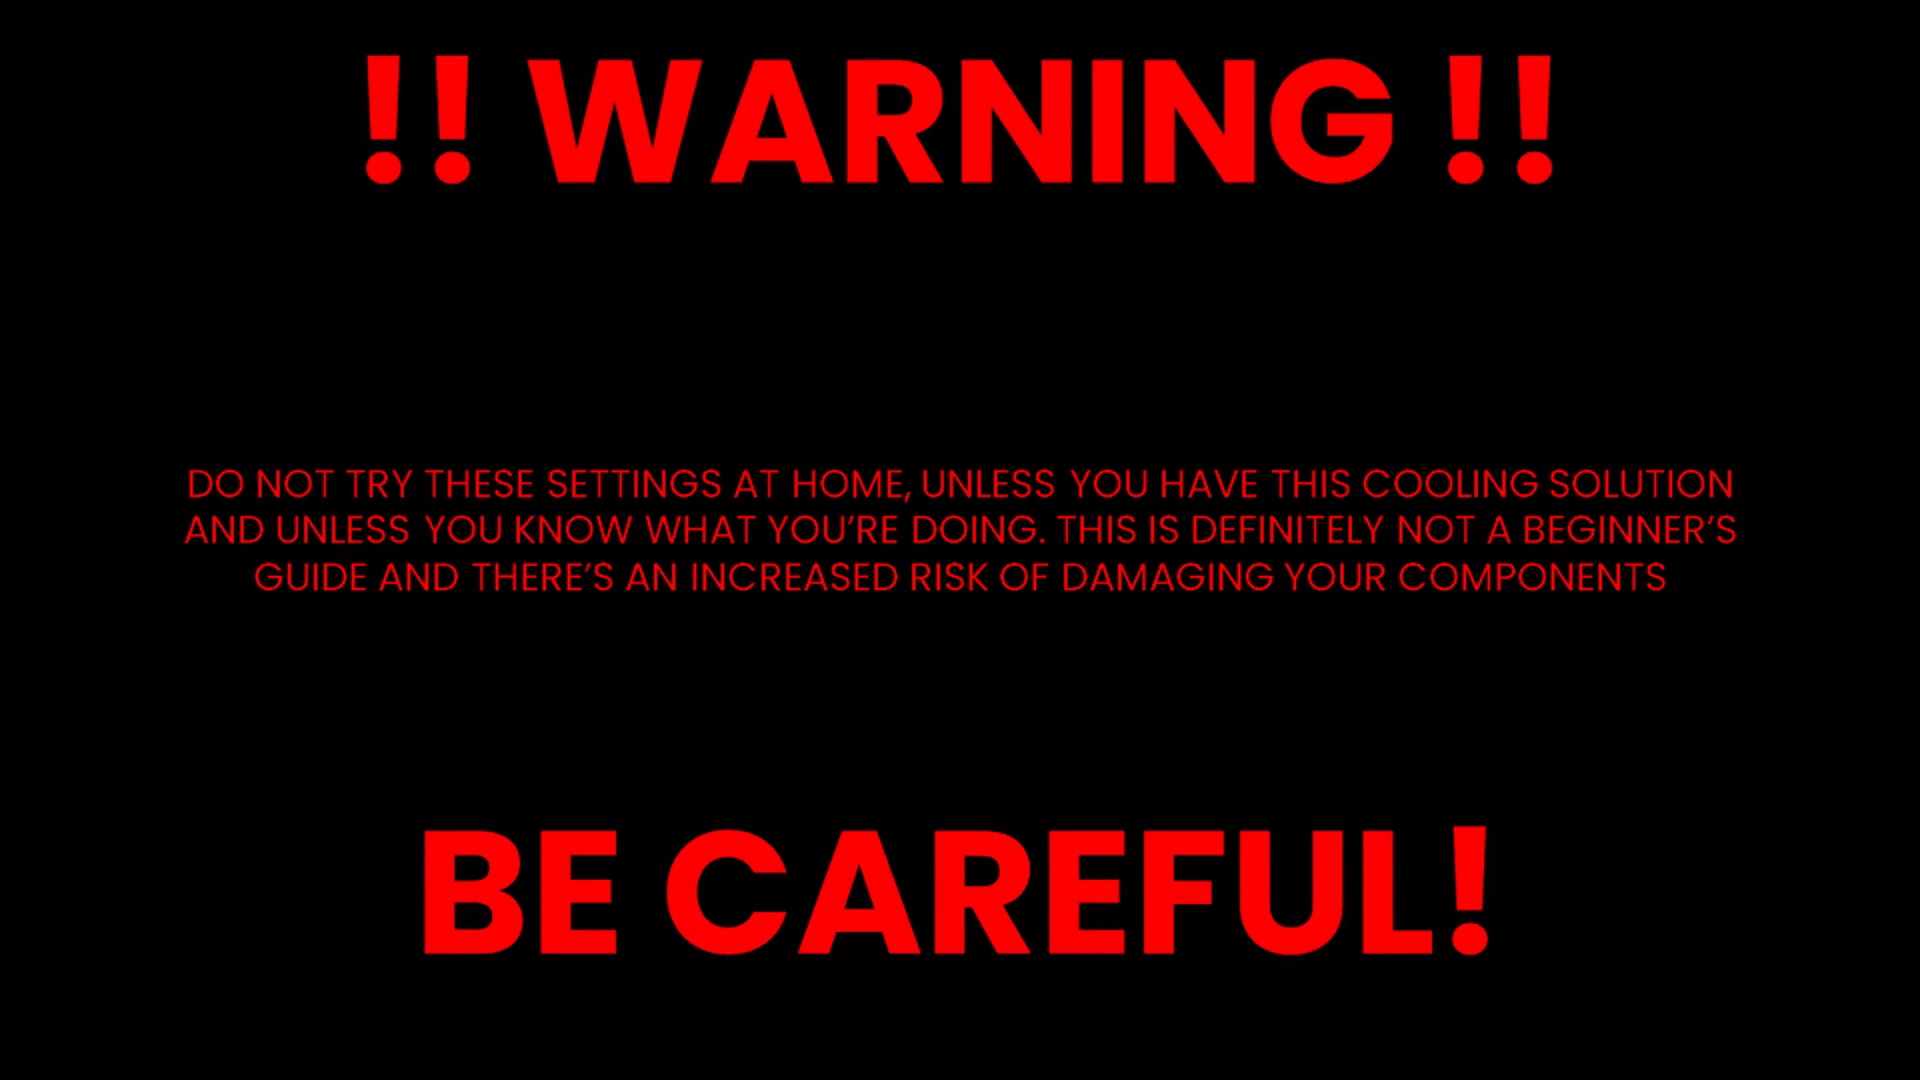 !! WARNING !!
DO NOT TRY THESE SETTINGS AT HOME, UNLESS YOU HAVE THIS COOLING SOLUTION
AND UNLESS YOU KNOW WHAT YOU’RE DOING. THIS IS DEFINITELY NOT A BEGINNER’S
GUIDE AND THERE’S AN INCREASED RISK OF DAMAGING YOUR COMPONENTS
BE CAREFUL!